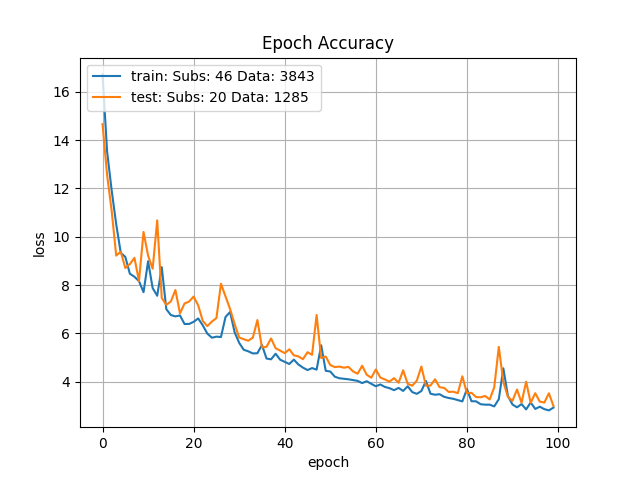 Epoch Accuracy
train: Subs: 46 Data: 3843
test: Subs: 20 Data: 1285
16
14
12
10
8
6
4
loss
0
20
40
60
80
100
epoch